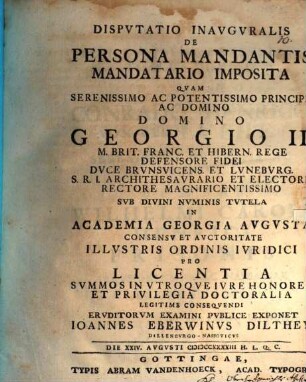 DISPVTATIO INAVGVRALIS
DE
PERSONA MANDANTIS
MANDATARIO IMPOSITA
QVAM
SERENISSIMO AC POTENTISSIMO PRINCIPI
AC DOMINO
DOMINO
GEORGIO II
M. BRIT. FRANC. ET HIBERN. REGE
DEFENSORE FIDEI
DVCE BRVNSVICENS. ET LVNEBVRG.
S. R. I. ARCHITHESAVRARIO ET ELECTORE
RECTORE MAGNIFICENTISSIMO
SVB DIVINI NVMINIS TVTELA
IN
ACADEMIA GEORGIA AVGVSTA
CONSENSV ET AVCTORITATE
ILLVSTRIS ORDINIS IVRIDICI
PRO
LICENTIA
SVMMOS IN VTROQVE IVRE HONORES
ET PRIVILEGIA DOCTORALIA
LEGITIME CONSEQVENDI
ERVDITORVM EXAMINI PVBLICE EXPONET
IOANNES EBERWINVS DILTHEY
DILLENBVRGO-NASSOVICVS
DIE XXIV. AVGVSTI H. L. Q. C.
GOTTINGAE,
TYPIS ABRAM VANDENHOECK, ACAD. TYPOGR.